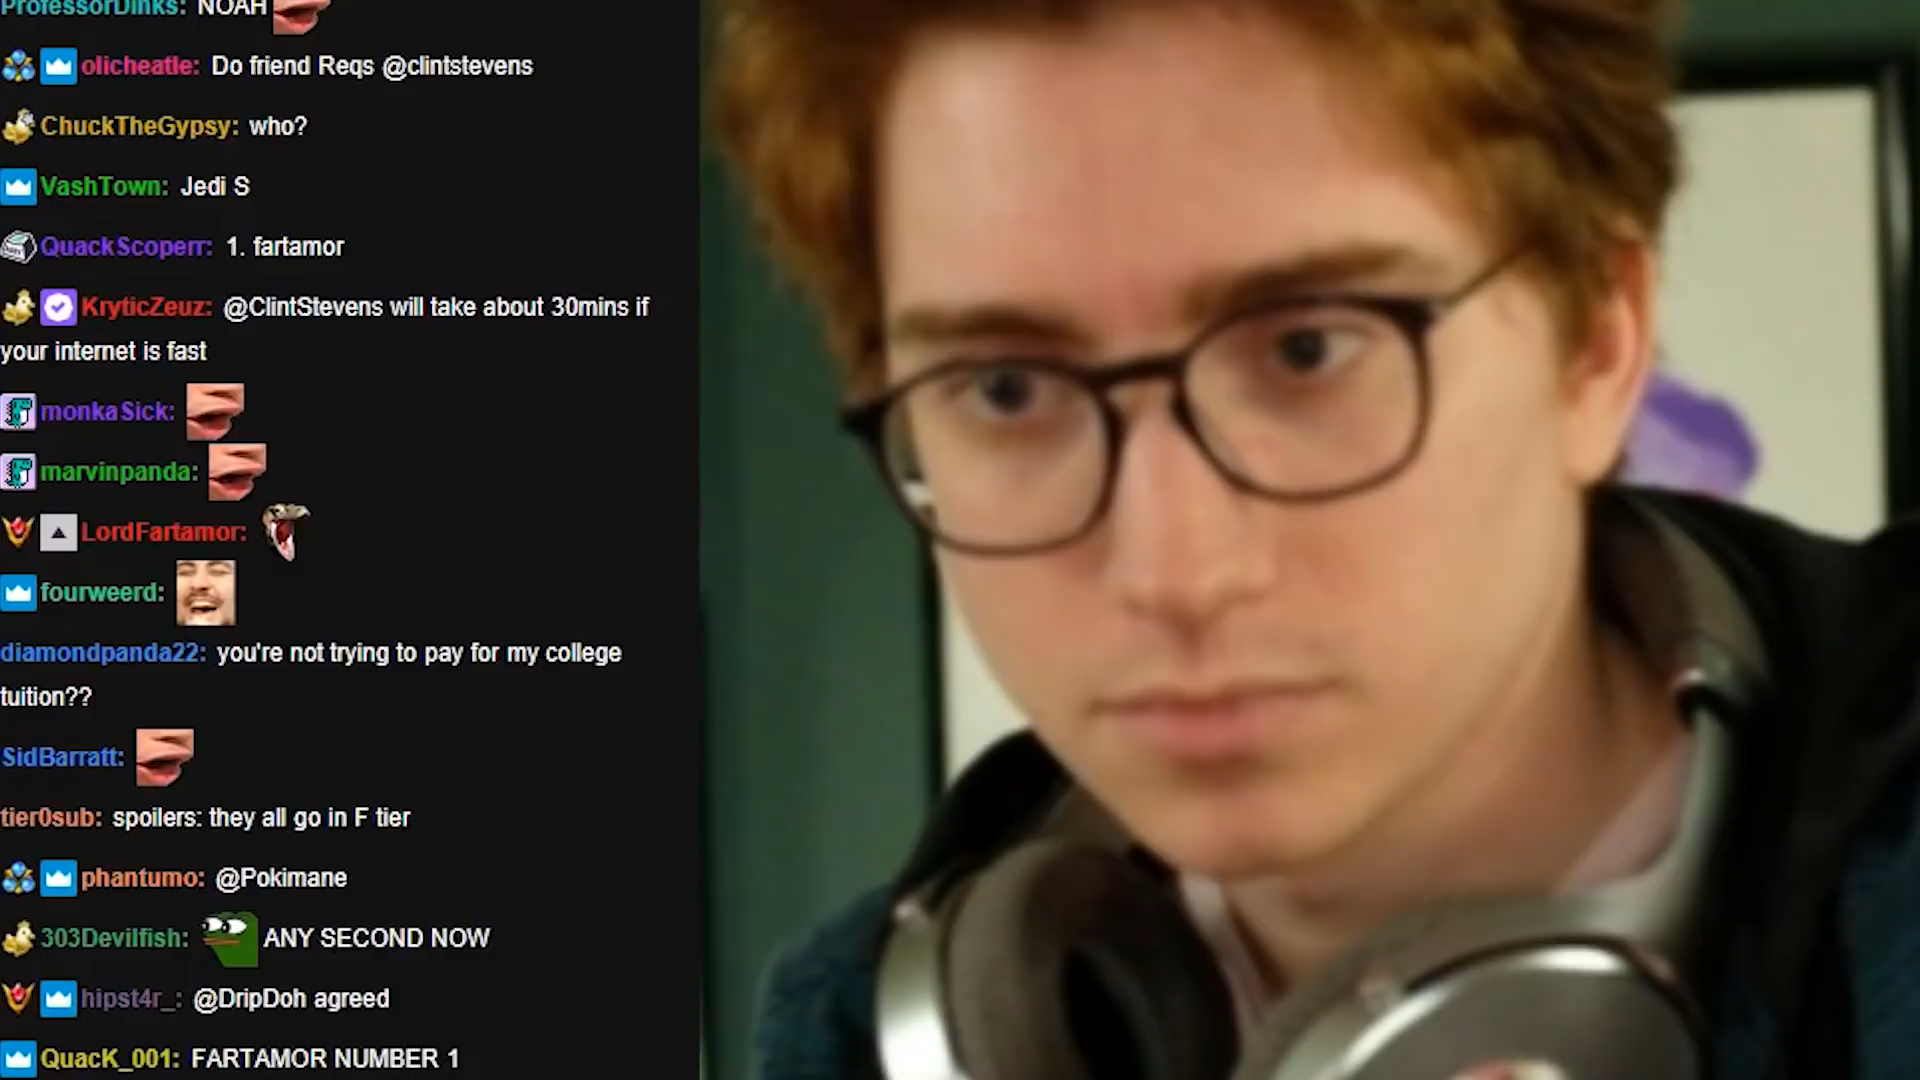 ProfessorDinks: NOAH
olicheatle: Do friend Reqs @clintstevens
ChuckTheGypsy: who?
VashTown: Jedi S
QuackScoperr: 1. fartamor
KryticZeuz: @ClintStevens will take about 30mins if
your internet is fast
monkaSick:
marvinpanda:
LordFartamor:
fourweerd:
diamondpanda22: you're not trying to pay for my college
tuition??
SidBarratt:
tier0sub: spoilers: they all go in F tier
phantumo: @Pokimane
303Devilfish: ANY SECOND NOW
hipst4r_: @DripDoh agreed
QuacK_001: FARTAMOR NUMBER 1